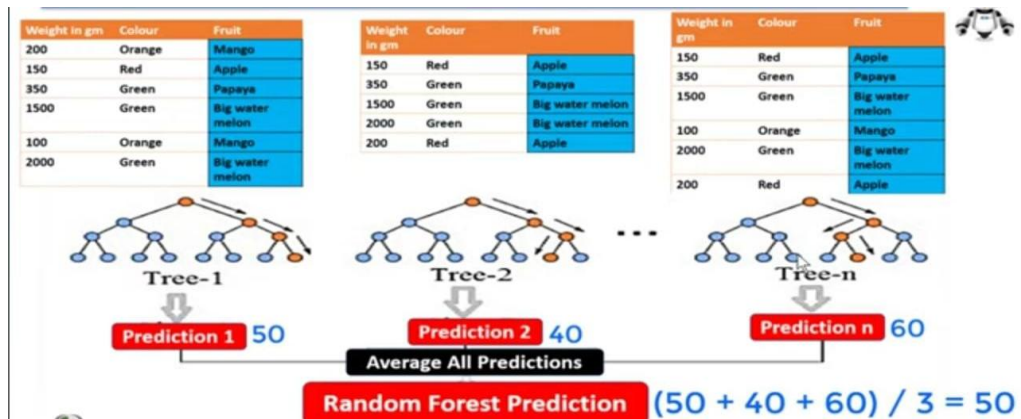 Weight in gm Colour Fruit
200 Orange Mango
150 Red Apple
350 Green Papaya
1500 Green Big water
melon
100 Orange Mango
2000 Green Big water
melon
Weight
in gm Colour Fruit
150 Red Apple
350 Green Papaya
1500 Green Big water melon
2000 Green Big water melon
200 Red Apple
Weight in
gm Colour Fruit
150 Red Apple
350 Green Papaya
1500 Green Big water
melon
100 Orange Mango
2000 Green Big water
melon
200 Red Apple
...
Tree-1 Tree-2 Tree-n
Prediction 1 50 Prediction 2 40 Prediction n 60
Average All Predictions
Random Forest Prediction (50 + 40 + 60) / 3 = 50